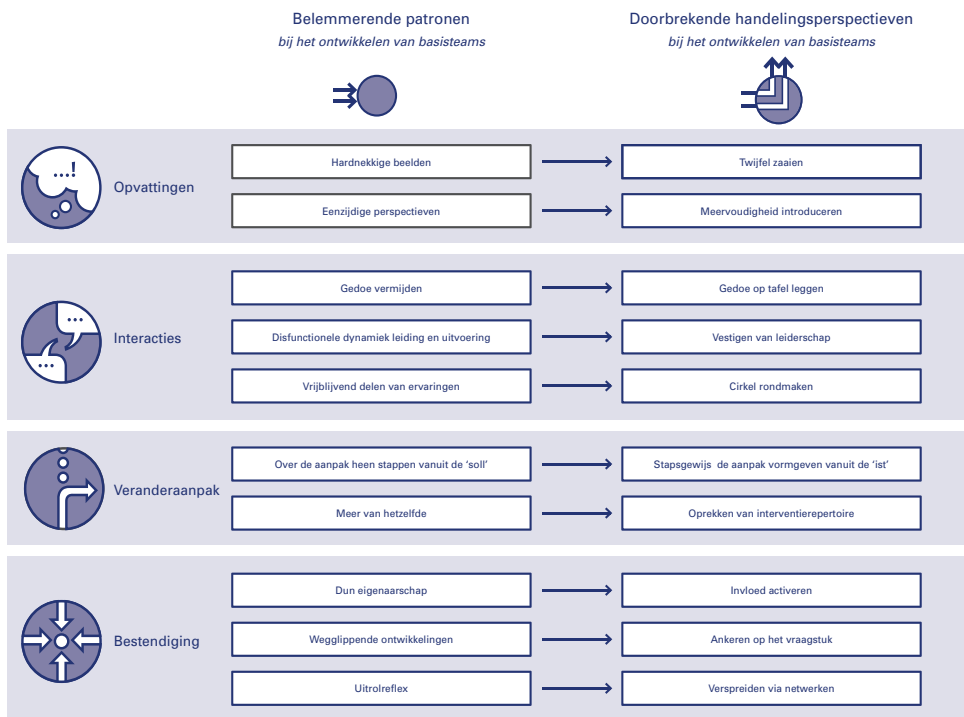 Belemmerende patronen
bij het ontwikkelen van basisteams
Doorbrekende handelingsperspectieven
bij het ontwikkelen van basisteams
...!
Opvattingen
Hardnekkige beelden
Twijfel zaaien
Eenzijdige perspectieven
Meervoudigheid introduceren
...
...
Interacties
Gedoe vermijden
Gedoe op tafel leggen
Disfunctionele dynamiek leiding en uitvoering
Vestigen van leiderschap
Vrijblijvend delen van ervaringen
Cirkel rondmaken
Veranderaanpak
Over de aanpak heen stappen vanuit de ‘soll’
Stapsgewijs de aanpak vormgeven vanuit de ‘ist’
Meer van hetzelfde
Oprekken van interventierepertoire
Bestendiging
Dun eigenaarschap
Invloed activeren
Wegglippende ontwikkelingen
Ankeren op het vraagstuk
Uitrolreflex
Verspreiden via netwerken